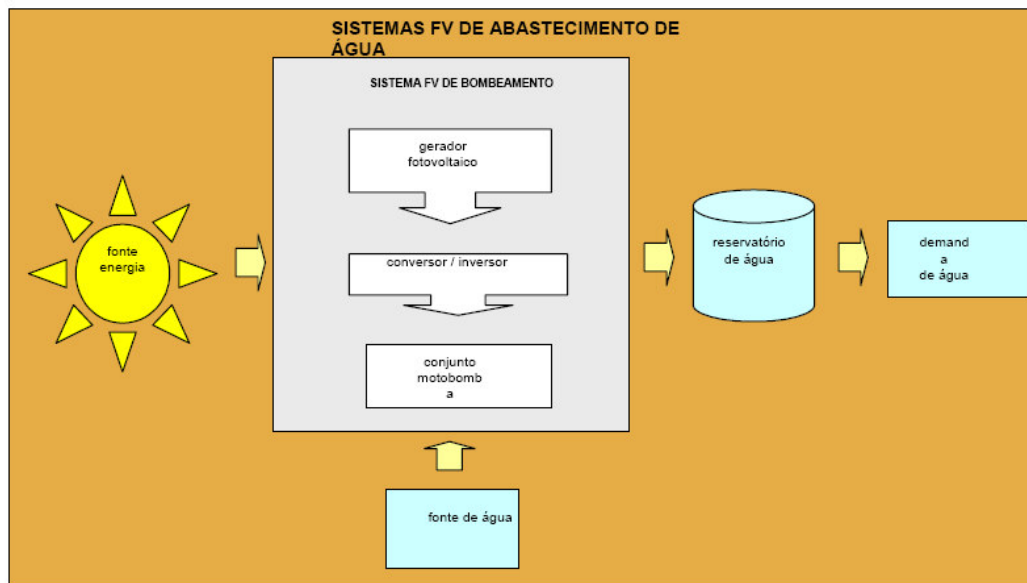 SISTEMAS FV DE ABASTECIMENTO DE
ÁGUA
SISTEMA FV DE BOMBEAMENTO
gerador
fotovoltaico
fonte
energia
conversor / inversor
reservatório
de água
demand
a
de água
conjunto
motobomb
a
fonte de água